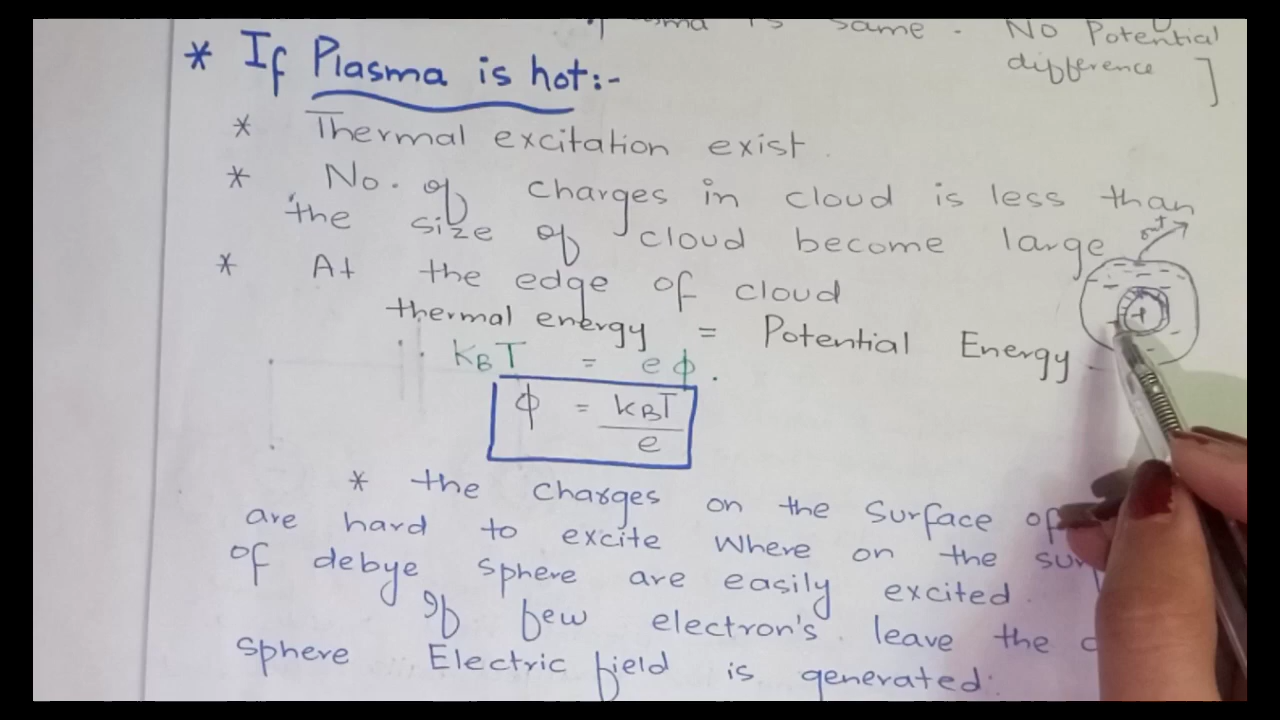 is same. No Potential
difference ]
* If Plasma is hot:-
* Thermal excitation exist.
* No. of charges in cloud is less than
the size of cloud become large
out
* At the edge of cloud
+
thermal energy = Potential Energy
KBT = eϕ.
ϕ = KBT
e
* the charges on the surface of
are hard to excite where on the
of debye sphere are easily excited.
If few electron's leave the
sphere Electric field is generated.